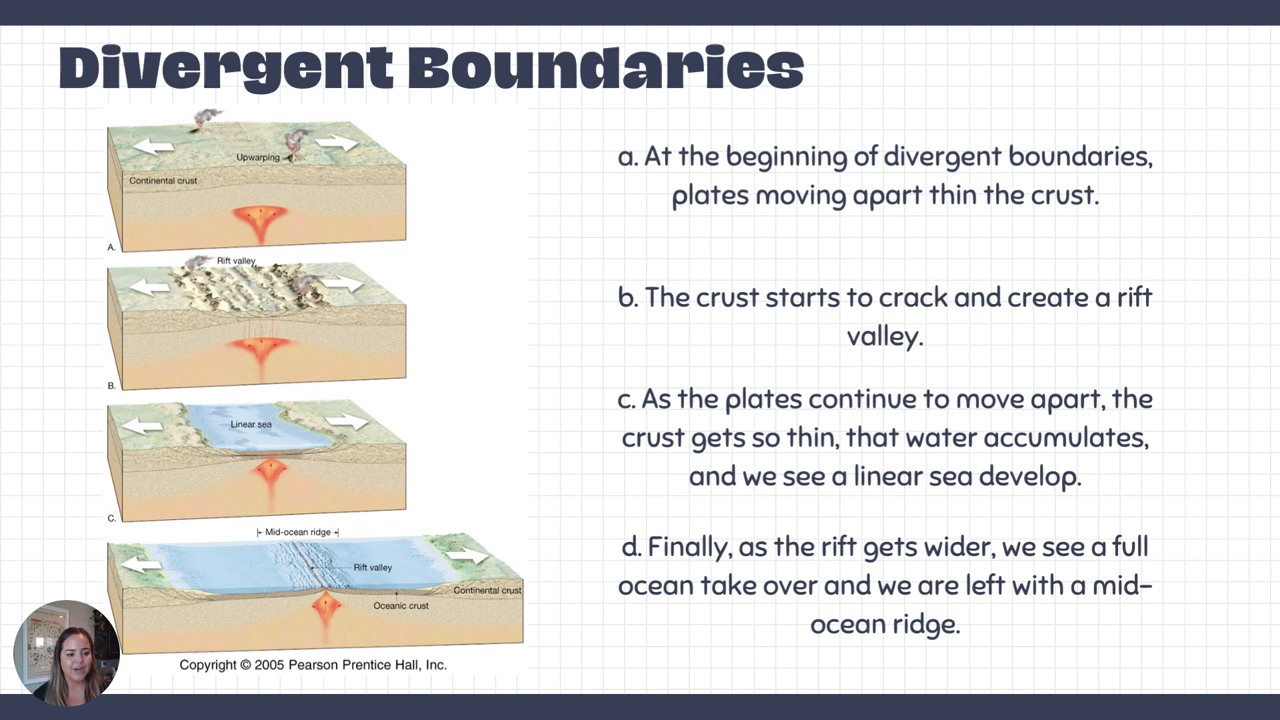 Divergent Boundaries
Upwarping
Continental crust
A.
Rift valley
B.
Linear sea
C.
Mid-ocean ridge
Rift valley
Continental crust
Oceanic crust
Copyright © 2005 Pearson Prentice Hall, Inc.
a. At the beginning of divergent boundaries,
plates moving apart thin the crust.
b. The crust starts to crack and create a rift
valley.
c. As the plates continue to move apart, the
crust gets so thin, that water accumulates,
and we see a linear sea develop.
d. Finally, as the rift gets wider, we see a full
ocean take over and we are left with a mid-
ocean ridge.